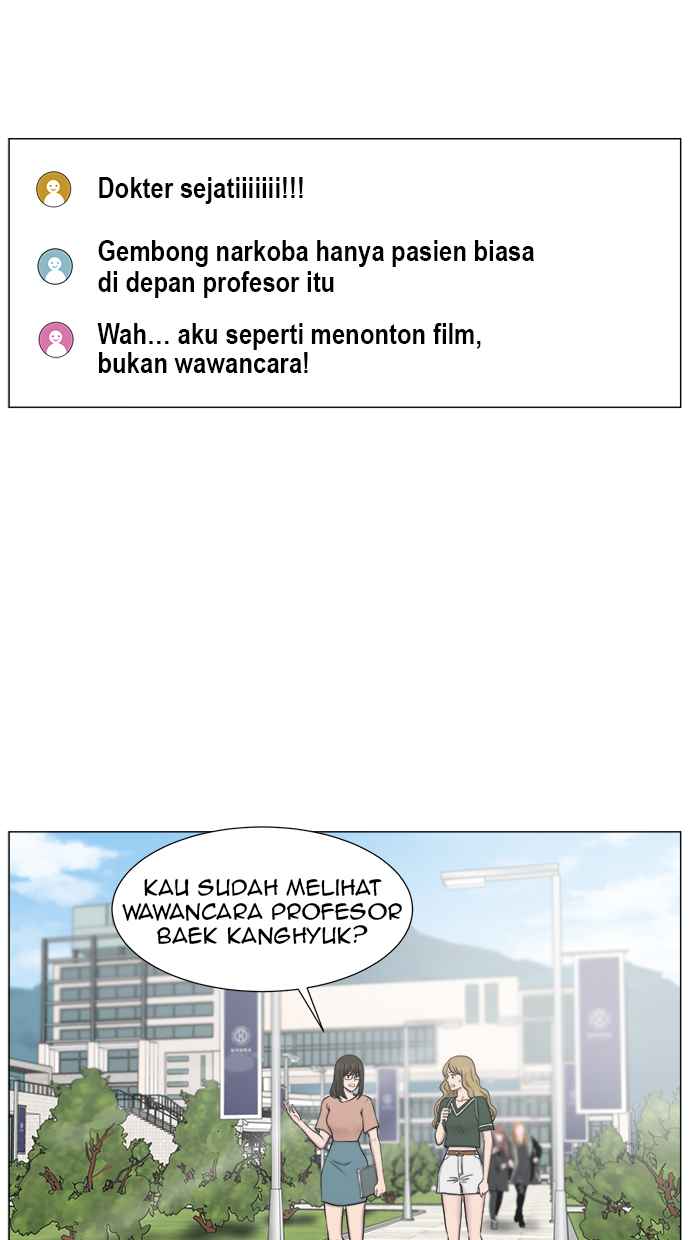 Dokter sejatiiiiiii!!!
Gembong narkoba hanya pasien biasa
di depan profesor itu
Wah... aku seperti menonton film,
bukan wawancara!
KAU SUDAH MELIHAT
WAWANCARA PROFESOR
BAEK KANGHYUK?